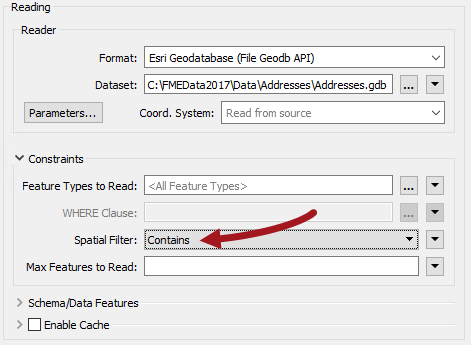 Reading
Reader
Format: Esri Geodatabase (File Geodb API)
Dataset: C:\FMEData2017\Data\Addresses\Addresses.gdb ...
Parameters... Coord. System: Read from source
Constraints
Feature Types to Read: <All Feature Types> ...
WHERE Clause: ...
Spatial Filter: Contains
Max Features to Read:
Schema/Data Features
Enable Cache